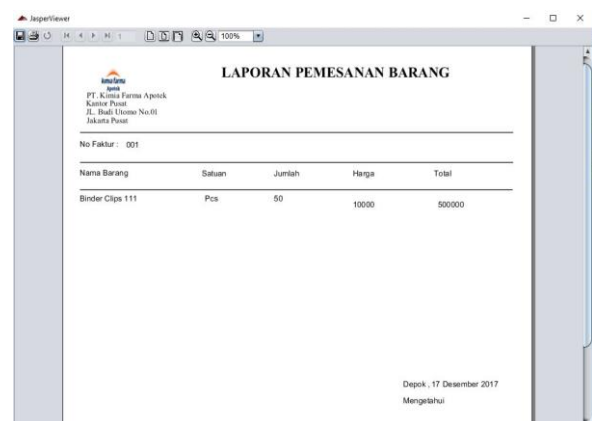 JasperViewer
1
100%
LAPORAN PEMESANAN BARANG
kimia farma
Apotek
PT. Kimia Farma Apotek
Kantor Pusat
JL. Budi Utomo No.01
Jakarta Pusat
No Faktur : 001
Nama Barang Satuan Jumlah Harga Total
Binder Clips 111 Pcs 50 10000 500000
Depok , 17 Desember 2017
Mengetahui